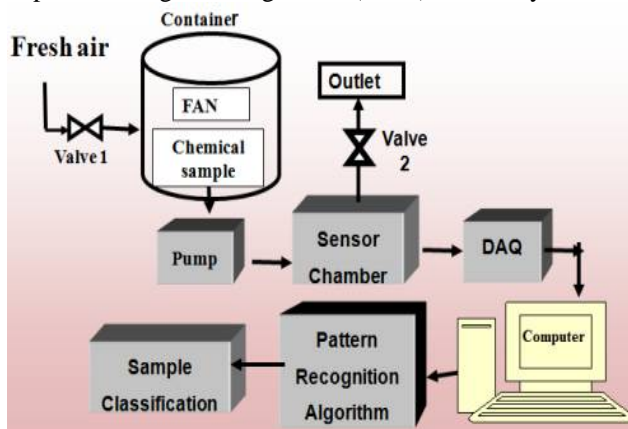 Container
Fresh air
FAN
Outlet
Valve 1
Chemical
sample
Valve
2
Pump
Sensor
Chamber
DAQ
Computer
Pattern
Recognition
Algorithm
Sample
Classification